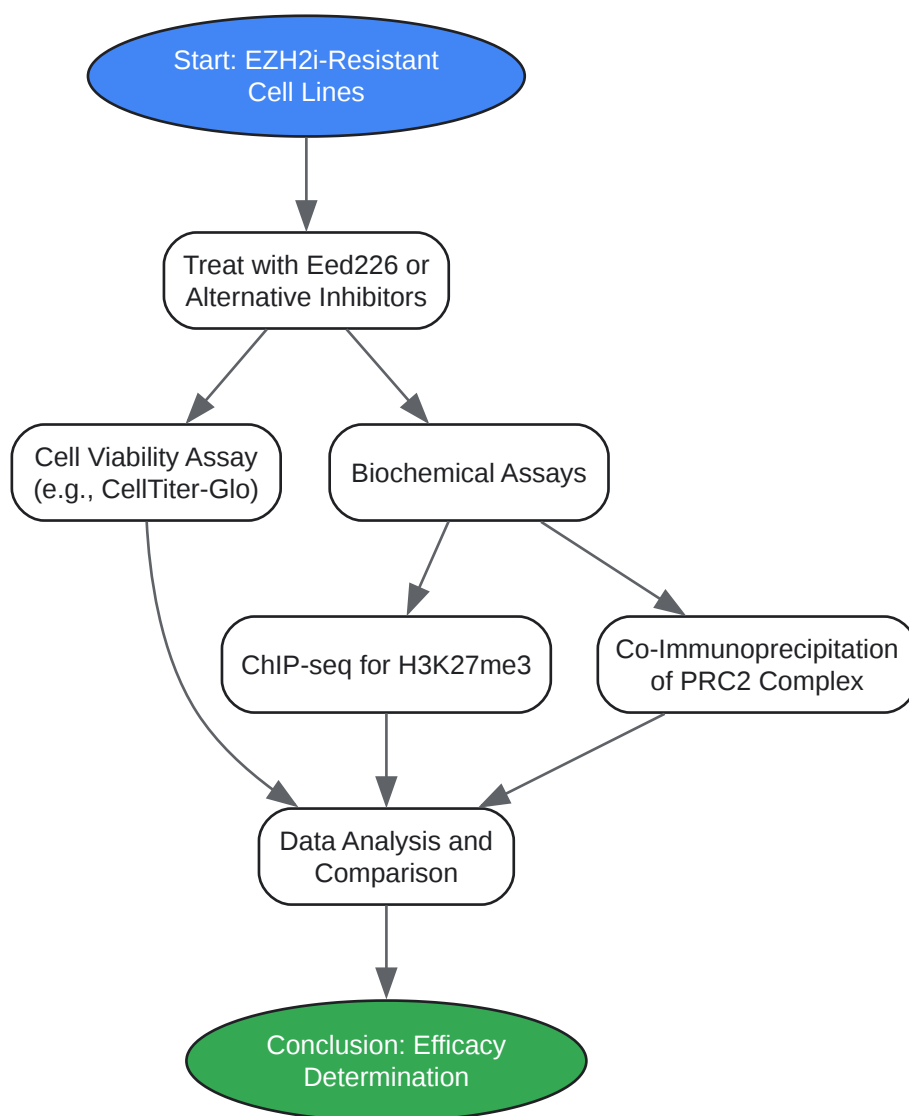 Start: EZH2i-Resistant
Cell Lines
Treat with Eed226 or
Alternative Inhibitors
Cell Viability Assay
(e.g., CellTiter-Glo)
Biochemical Assays
ChIP-seq for H3K27me3
Co-Immunoprecipitation
of PRC2 Complex
Data Analysis and
Comparison
Conclusion: Efficacy
Determination